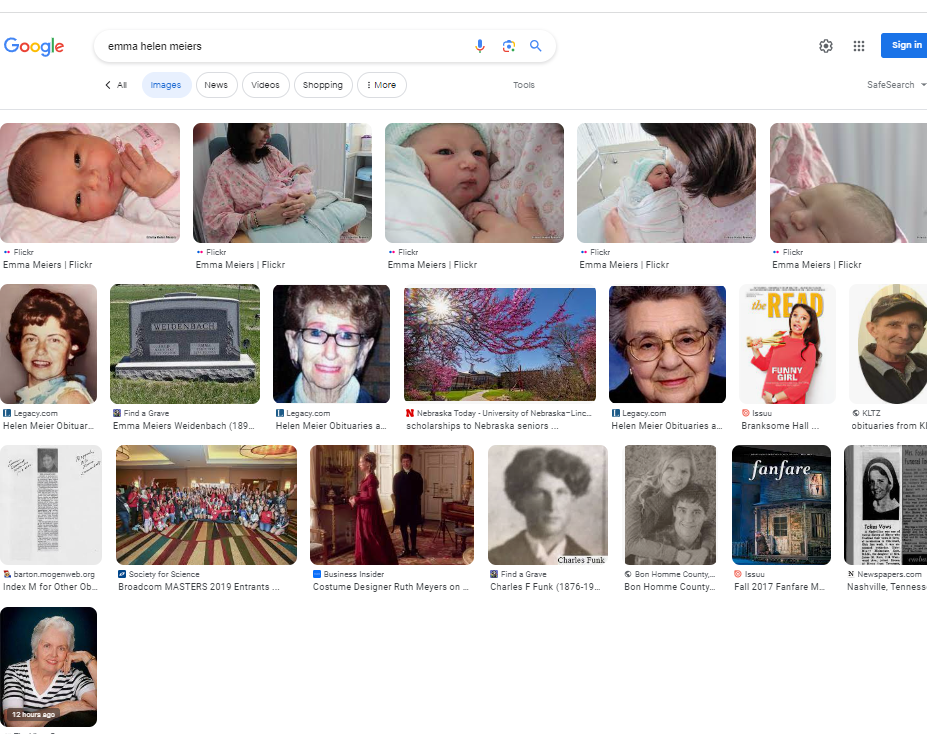 Google
emma helen meiers
Sign in
All
Images
News
Videos
Shopping
More
Tools
SafeSearch
Flickr
Emma Meiers | Flickr
Flickr
Emma Meiers | Flickr
Flickr
Emma Meiers | Flickr
Flickr
Emma Meiers | Flickr
Flickr
Emma Meiers | Flickr
WEIDENBACH
the READ
FUNNY
GIRL
Legacy.com
Helen Meier Obituar...
Find a Grave
Emma Meiers Weidenbach (189...
Legacy.com
Helen Meier Obituaries a...
Nebraska Today - University of Nebraska–Linc...
scholarships to Nebraska seniors ...
Legacy.com
Helen Meier Obituaries a...
Issuu
Branksome Hall ...
KLTZ
obituaries from KL
Charles Funk
fanfare
Takes Vows
barton.mogenweb.org
Index M for Other Ob...
Society for Science
Broadcom MASTERS 2019 Entrants ...
Business Insider
Costume Designer Ruth Meyers on ...
Find a Grave
Charles F Funk (1876-19...
Bon Homme County,...
Bon Homme County...
Issuu
Fall 2017 Fanfare M...
Newspapers.com
Nashville, Tenness
12 hours ago